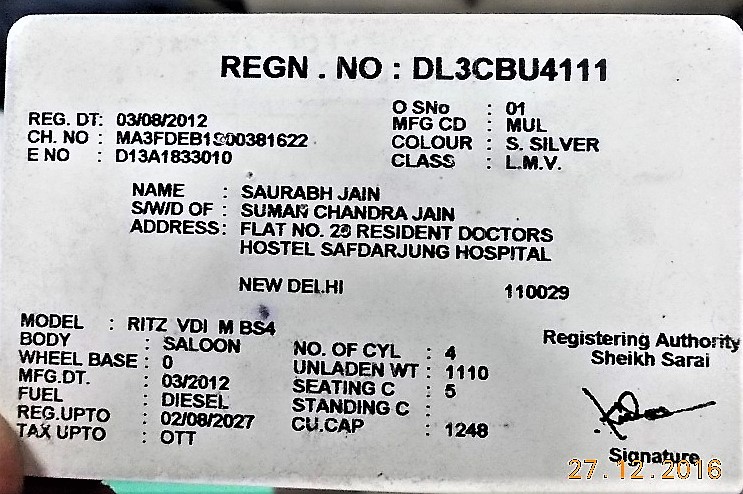 REGN . NO : DL3CBU4111
REG. DT: 03/08/2012
O SNo : 01
CH. NO : MA3FDEB1S00381622
MFG CD : MUL
E NO : D13A1833010
COLOUR : S. SILVER
CLASS : L.M.V.
NAME : SAURABH JAIN
S/W/D OF : SUMAN CHANDRA JAIN
ADDRESS: FLAT NO. RESIDENT DOCTORS
HOSTEL SAFDARJUNG HOSPITAL
NEW DELHI 110029
MODEL : RITZ VDI M BS4
BODY : SALOON
WHEEL BASE : 0
MFG.DT. : 03/2012
FUEL : DIESEL
REG.UPTO : 02/08/2027
TAX UPTO : OTT
NO. OF CYL : 4
UNLADEN WT : 1110
SEATING C : 5
STANDING C :
CU.CAP : 1248
Registering Authority
Sheikh Sarai
Signature
27.12.2016